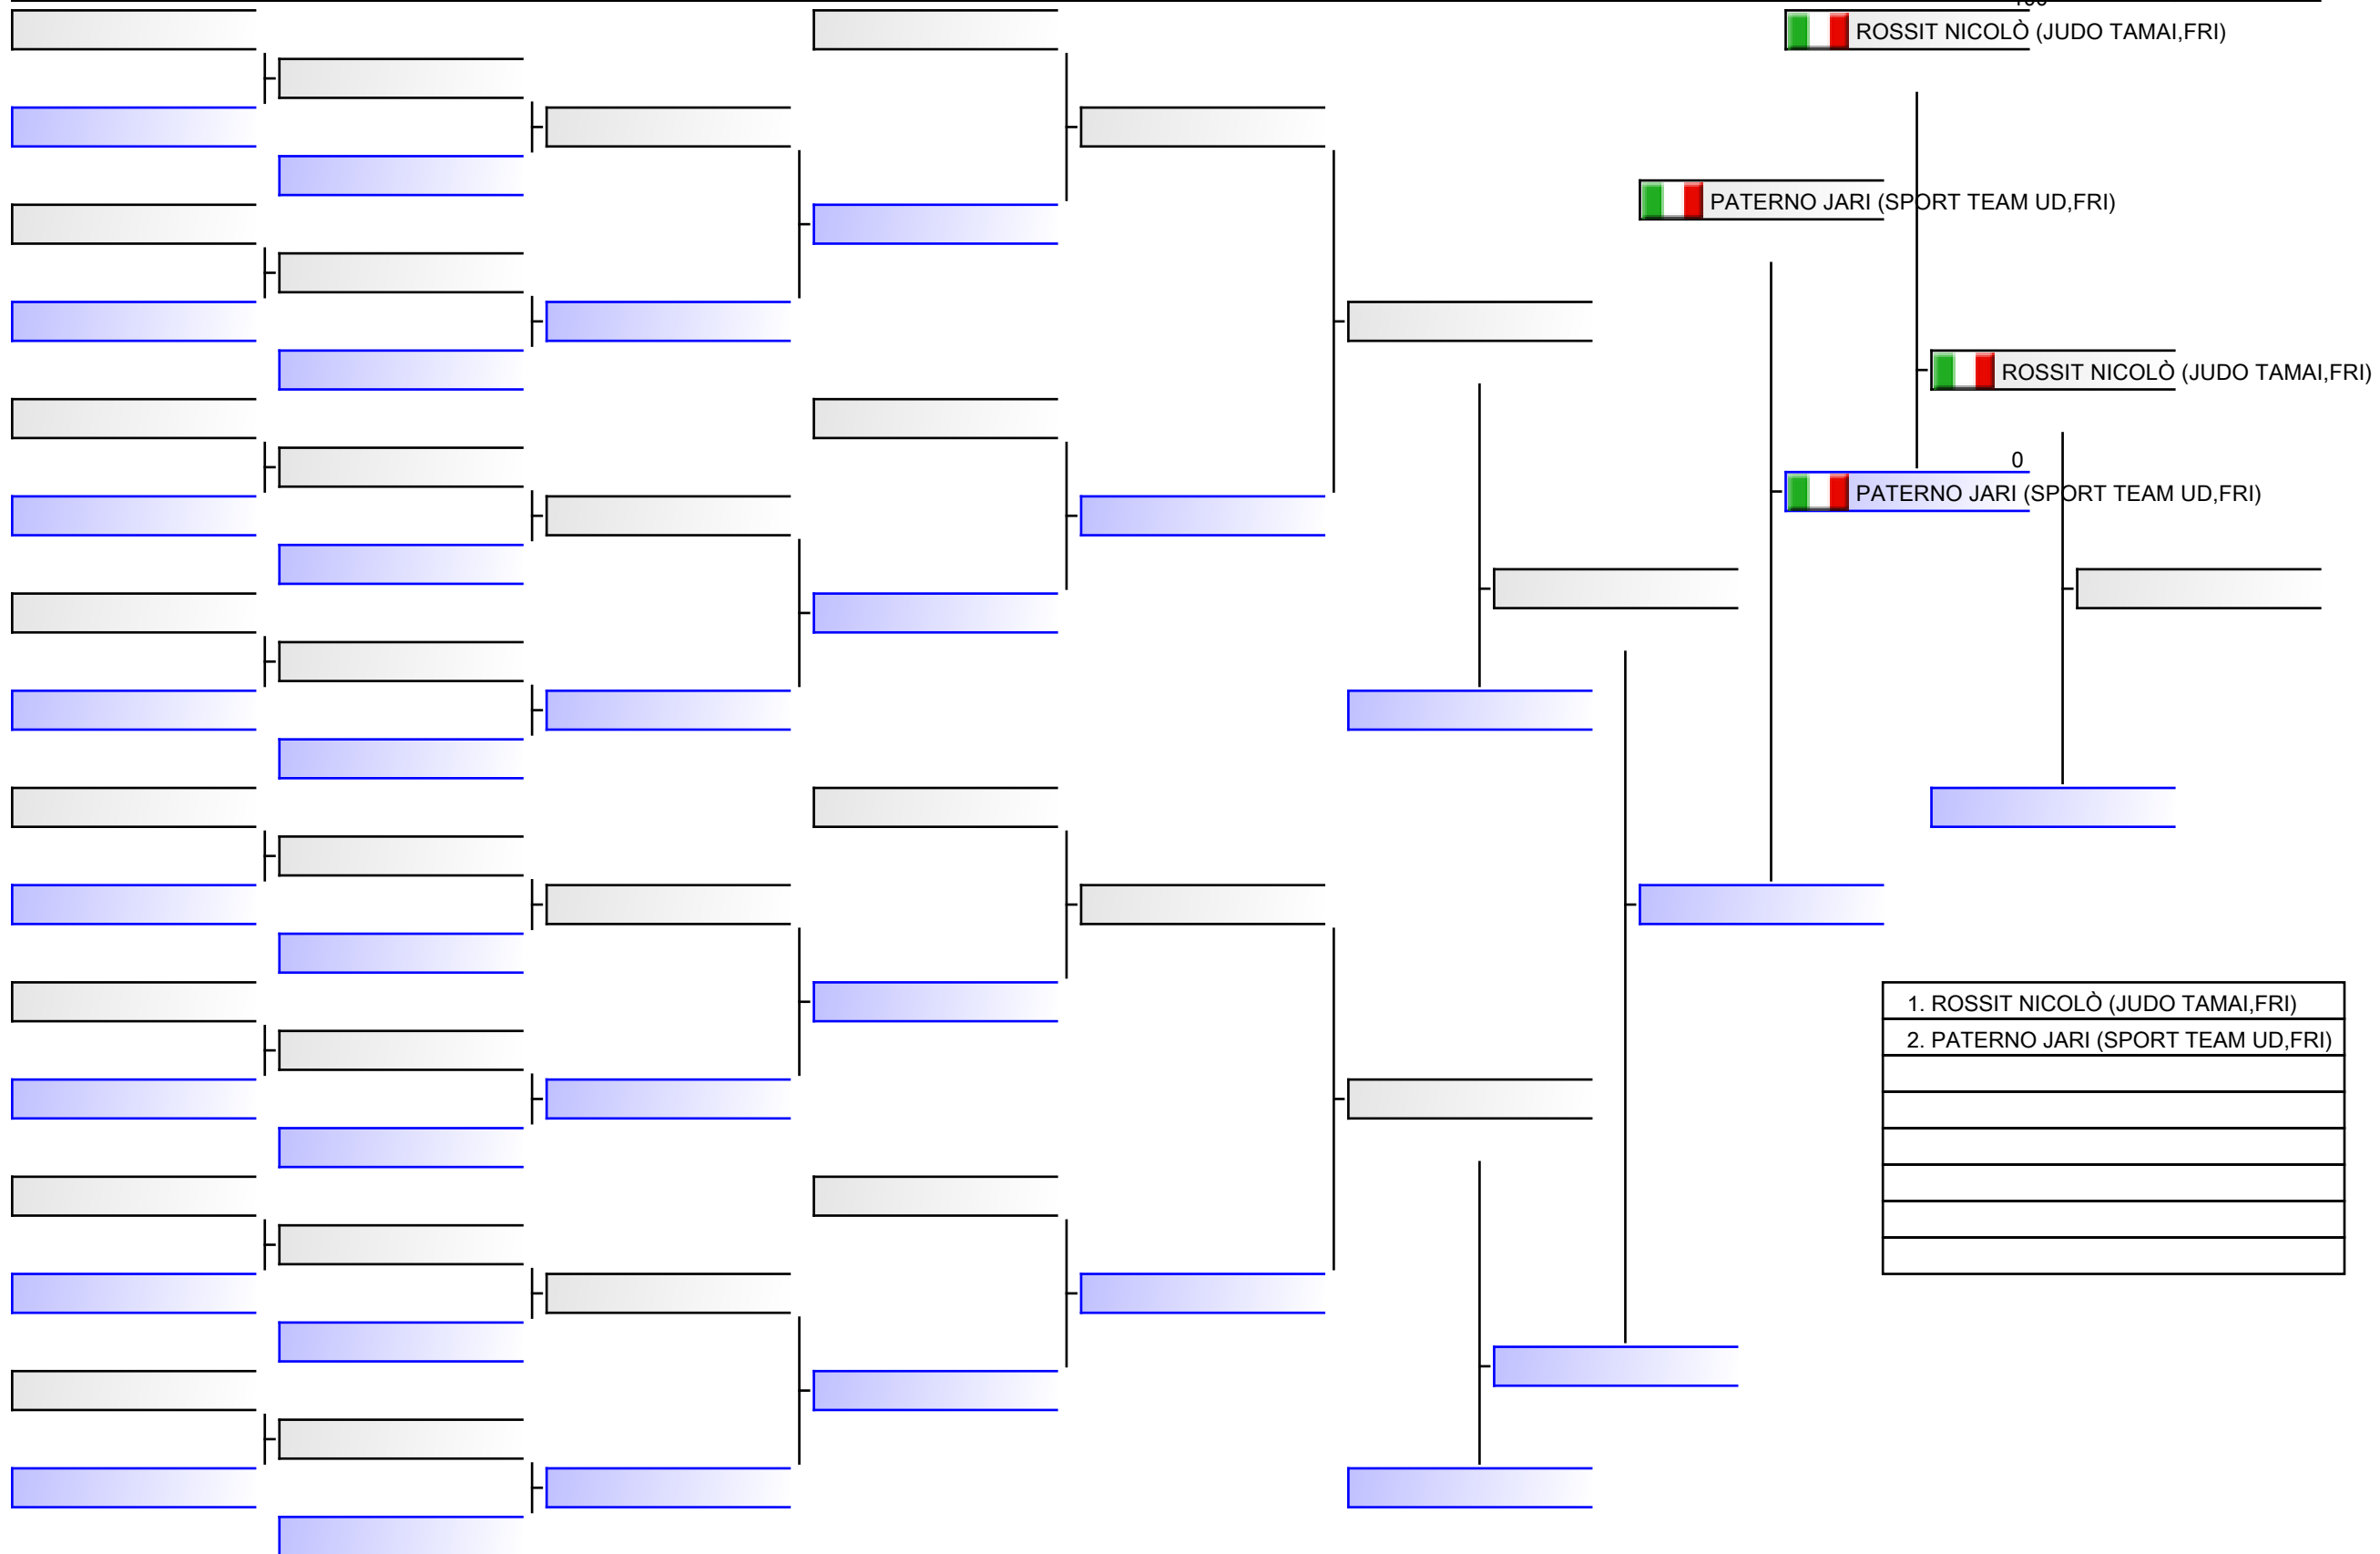 ROSSIT NICOLÒ (JUDO TAMAI,FRI)
PATERNO JARI (SPORT TEAM UD,FRI)
ROSSIT NICOLÒ (JUDO TAMAI,FRI)
0
PATERNO JARI (SPORT TEAM UD,FRI)
1. ROSSIT NICOLÒ (JUDO TAMAI,FRI)
2. PATERNO JARI (SPORT TEAM UD,FRI)